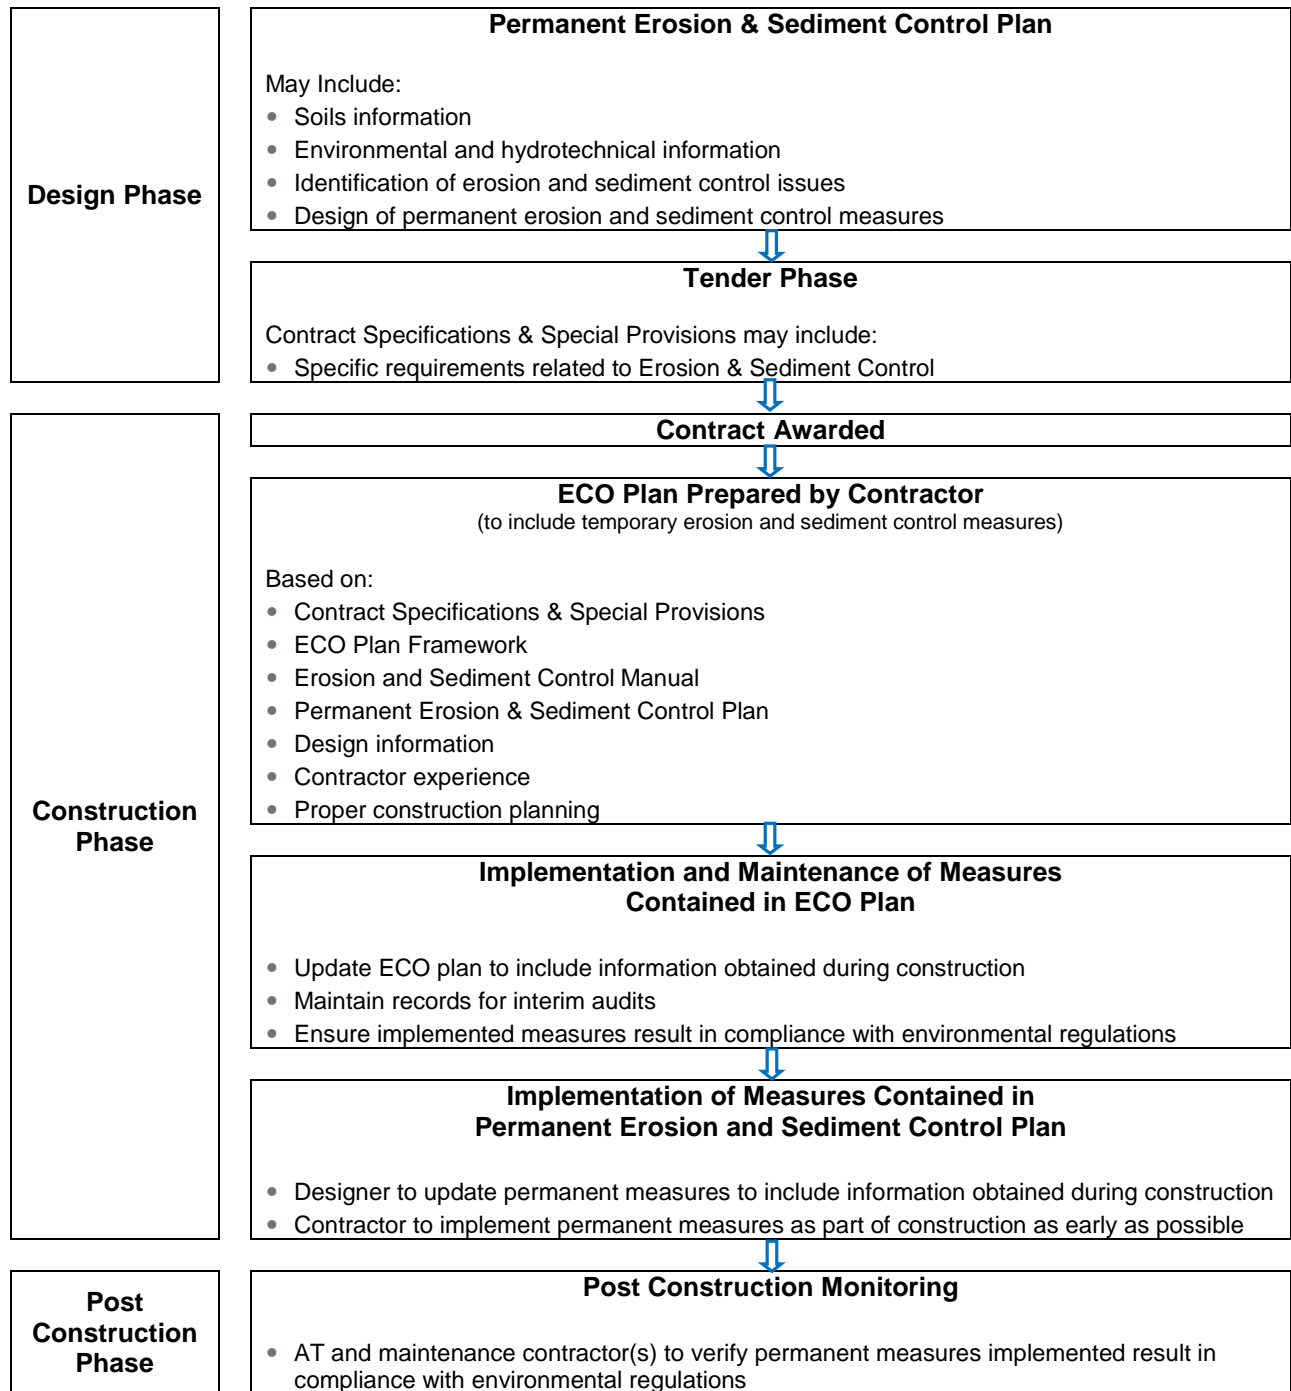 Permanent Erosion & Sediment Control Plan
May Include:
• Soils information
• Environmental and hydrotechnical information
• Identification of erosion and sediment control issues
• Design of permanent erosion and sediment control measures
Design Phase
Tender Phase
Contract Specifications & Special Provisions may include:
• Specific requirements related to Erosion & Sediment Control
Contract Awarded
ECO Plan Prepared by Contractor
(to include temporary erosion and sediment control measures)
Based on:
• Contract Specifications & Special Provisions
• ECO Plan Framework
• Erosion and Sediment Control Manual
• Permanent Erosion & Sediment Control Plan
• Design information
• Contractor experience
• Proper construction planning
Construction
Phase
Implementation and Maintenance of Measures
Contained in ECO Plan
• Update ECO plan to include information obtained during construction
• Maintain records for interim audits
• Ensure implemented measures result in compliance with environmental regulations
Implementation of Measures Contained in
Permanent Erosion and Sediment Control Plan
• Designer to update permanent measures to include information obtained during construction
• Contractor to implement permanent measures as part of construction as early as possible
Post
Construction
Phase
Post Construction Monitoring
• AT and maintenance contractor(s) to verify permanent measures implemented result in
compliance with environmental regulations